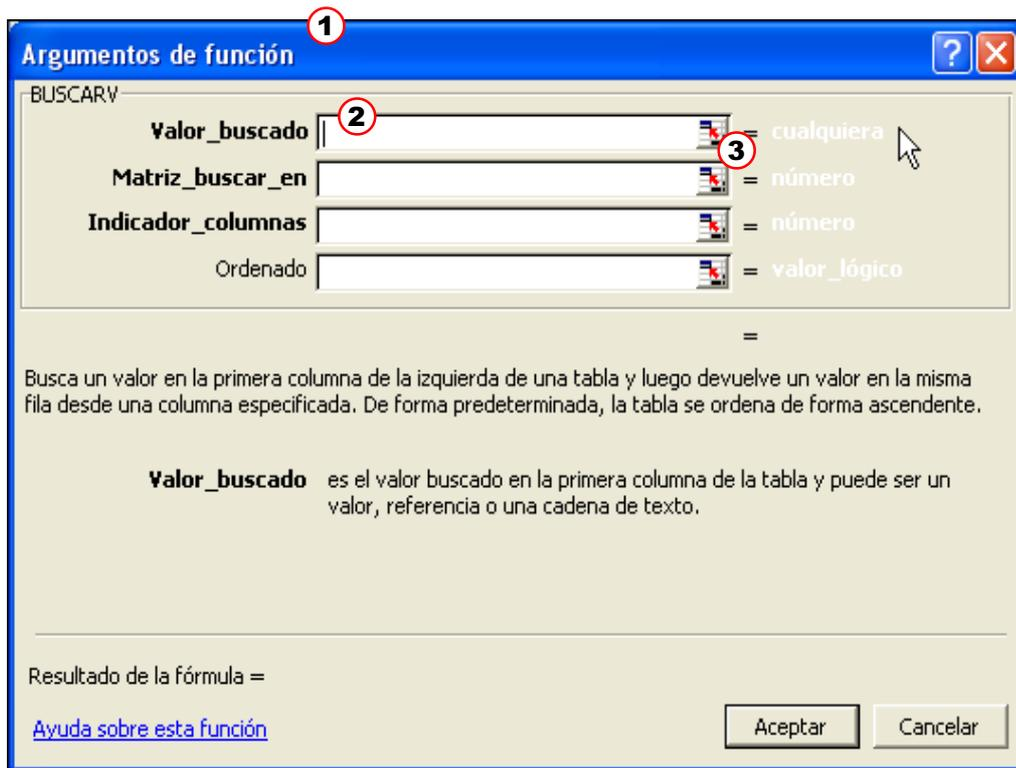 1
Argumentos de función
BUSCARV
2
Valor_buscado = cualquiera
3
Matriz_buscar_en = número
Indicador_columnas = número
Ordenado = valor_lógico
=
Busca un valor en la primera columna de la izquierda de una tabla y luego devuelve un valor en la misma
fila desde una columna especificada. De forma predeterminada, la tabla se ordena de forma ascendente.
Valor_buscado es el valor buscado en la primera columna de la tabla y puede ser un
valor, referencia o una cadena de texto.
Resultado de la fórmula =
Ayuda sobre esta función Aceptar Cancelar